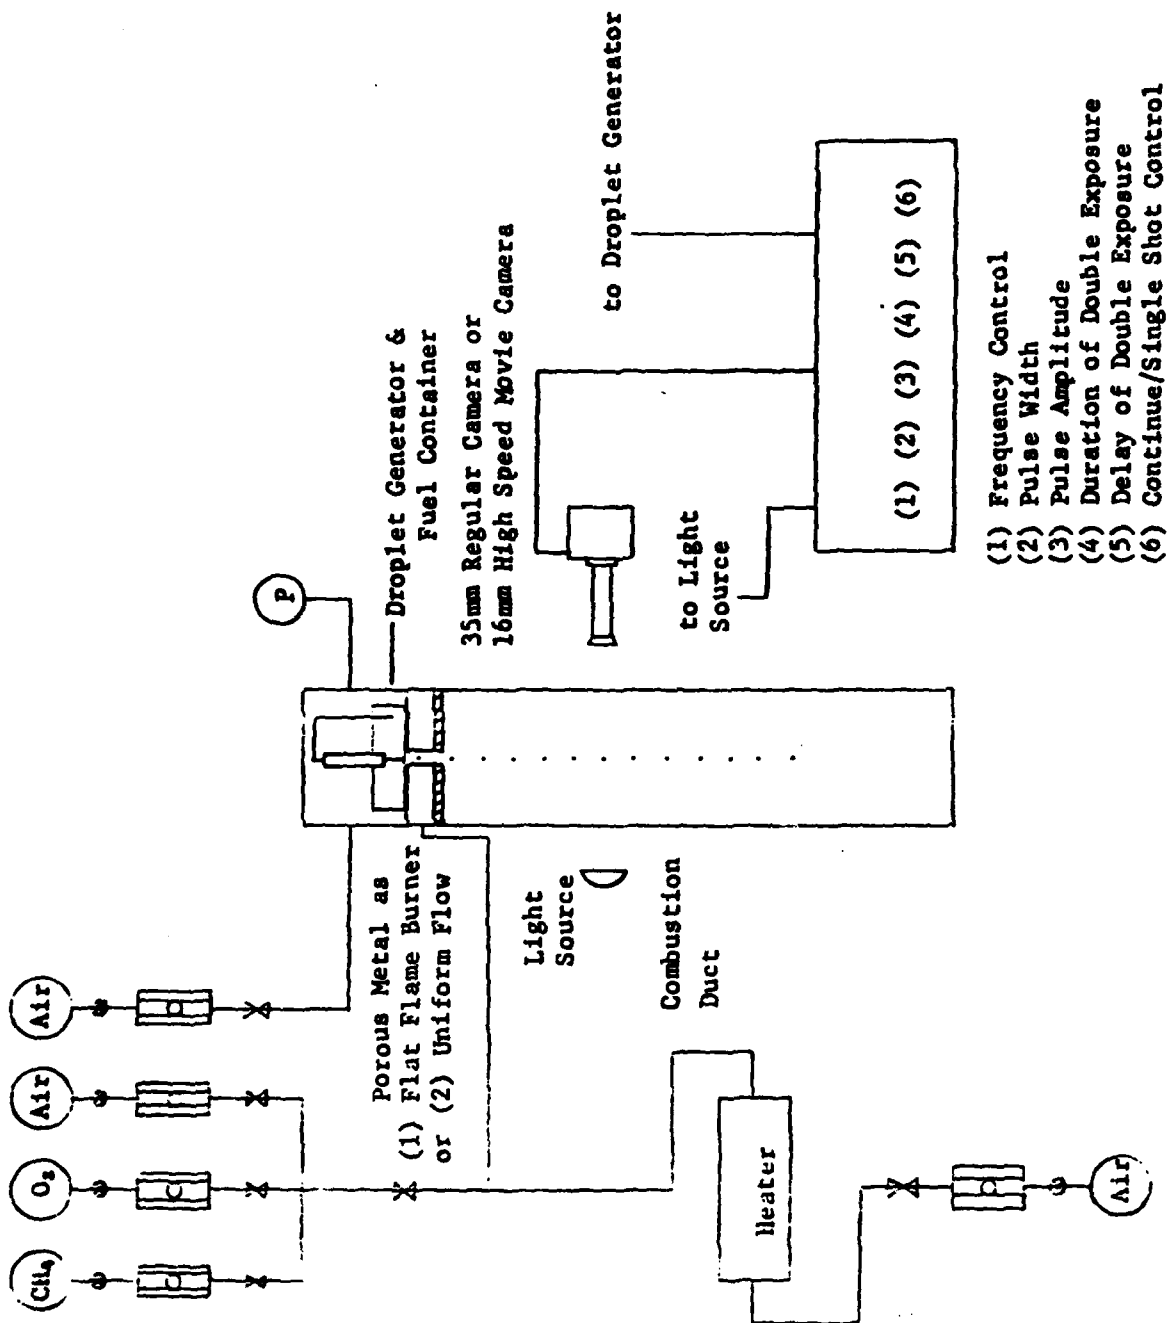 CH₄
O₂
Air
Air
P
Droplet Generator &
Fuel Container
35mm Regular Camera or
16mm High Speed Movie Camera
Porous Metal as
(1) Flat Flame Burner
or (2) Uniform Flow
Light
Source
Combustion
Duct
Heater
Air
to Light
Source
to Droplet Generator
(1) (2) (3) (4) (5) (6)
(1) Frequency Control
(2) Pulse Width
(3) Pulse Amplitude
(4) Duration of Double Exposure
(5) Delay of Double Exposure
(6) Continue/Single Shot Control